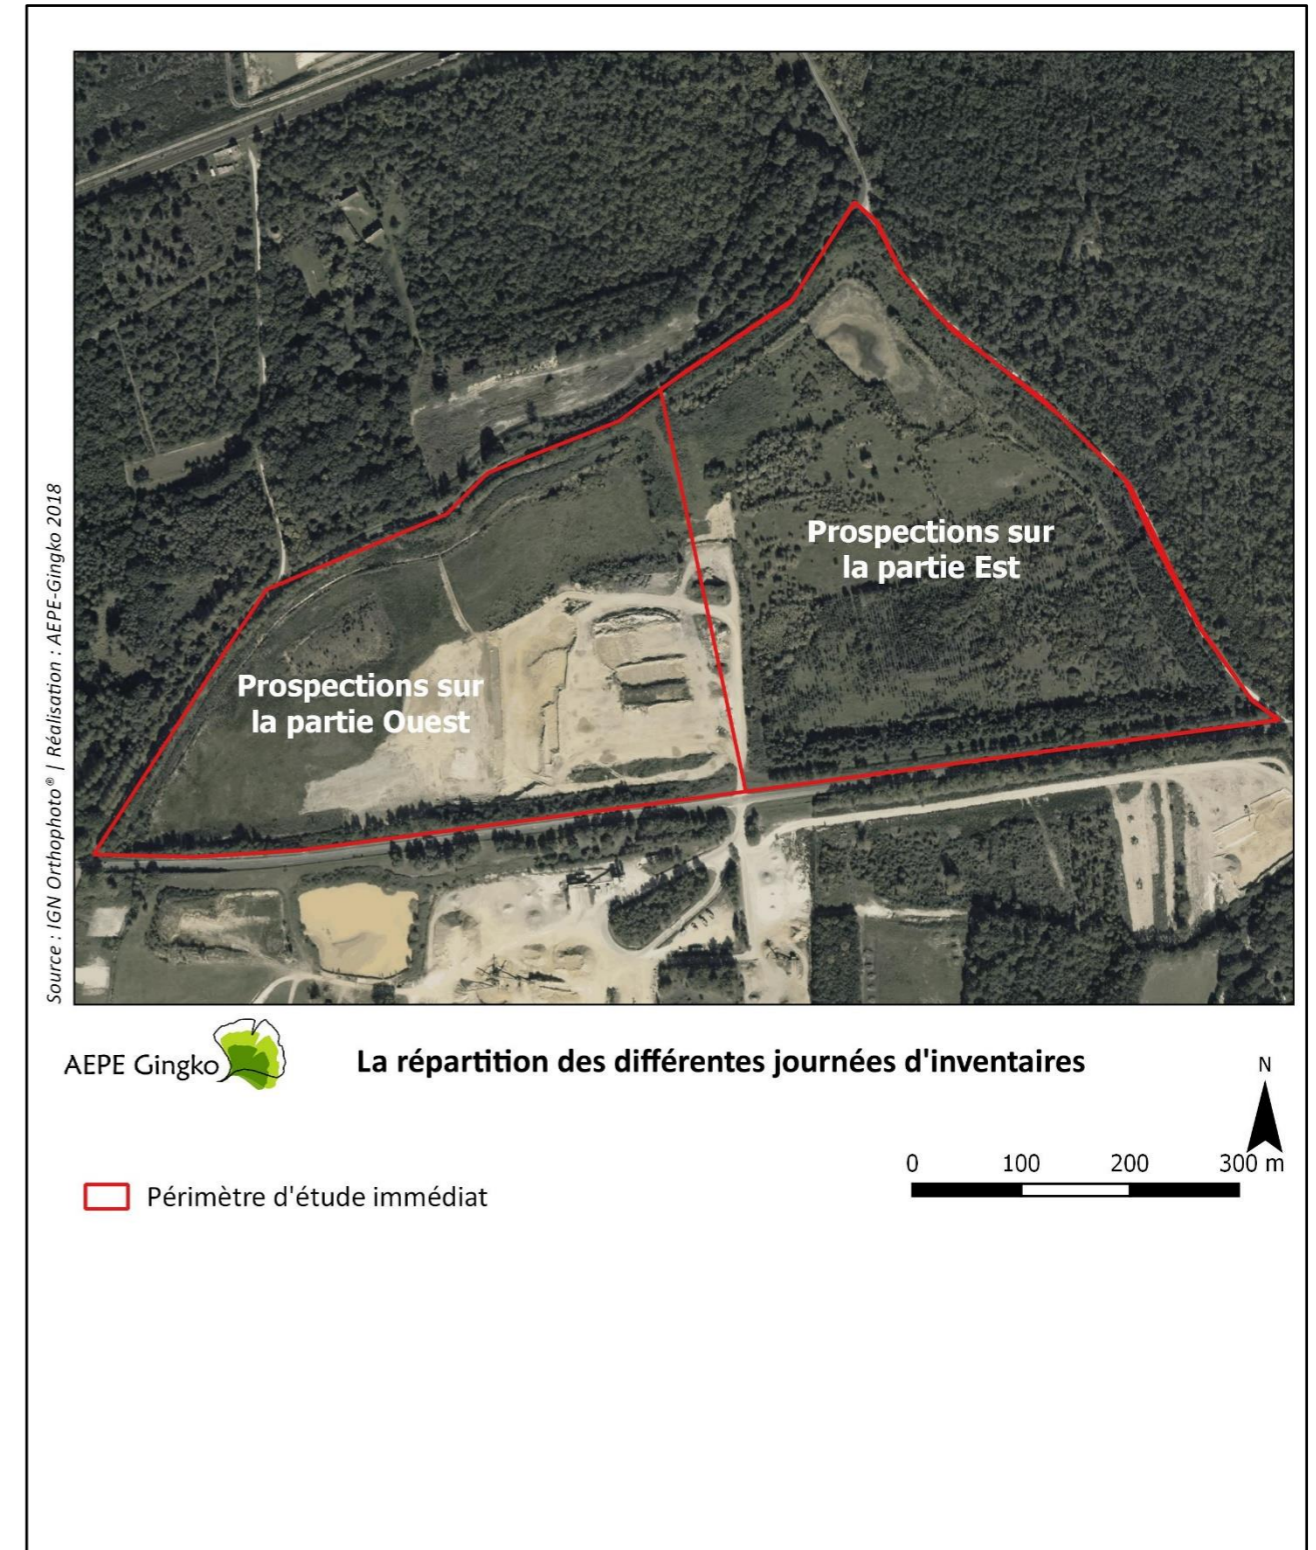 Prospections sur
la partie Est
Prospections sur
la partie Ouest
Source : IGN Orthophoto® | Réalisation : AEPE-Gingko 2018
AEPE Gingko
La répartition des différentes journées d'inventaires
N
0 100 200 300 m
Périmètre d'étude immédiat